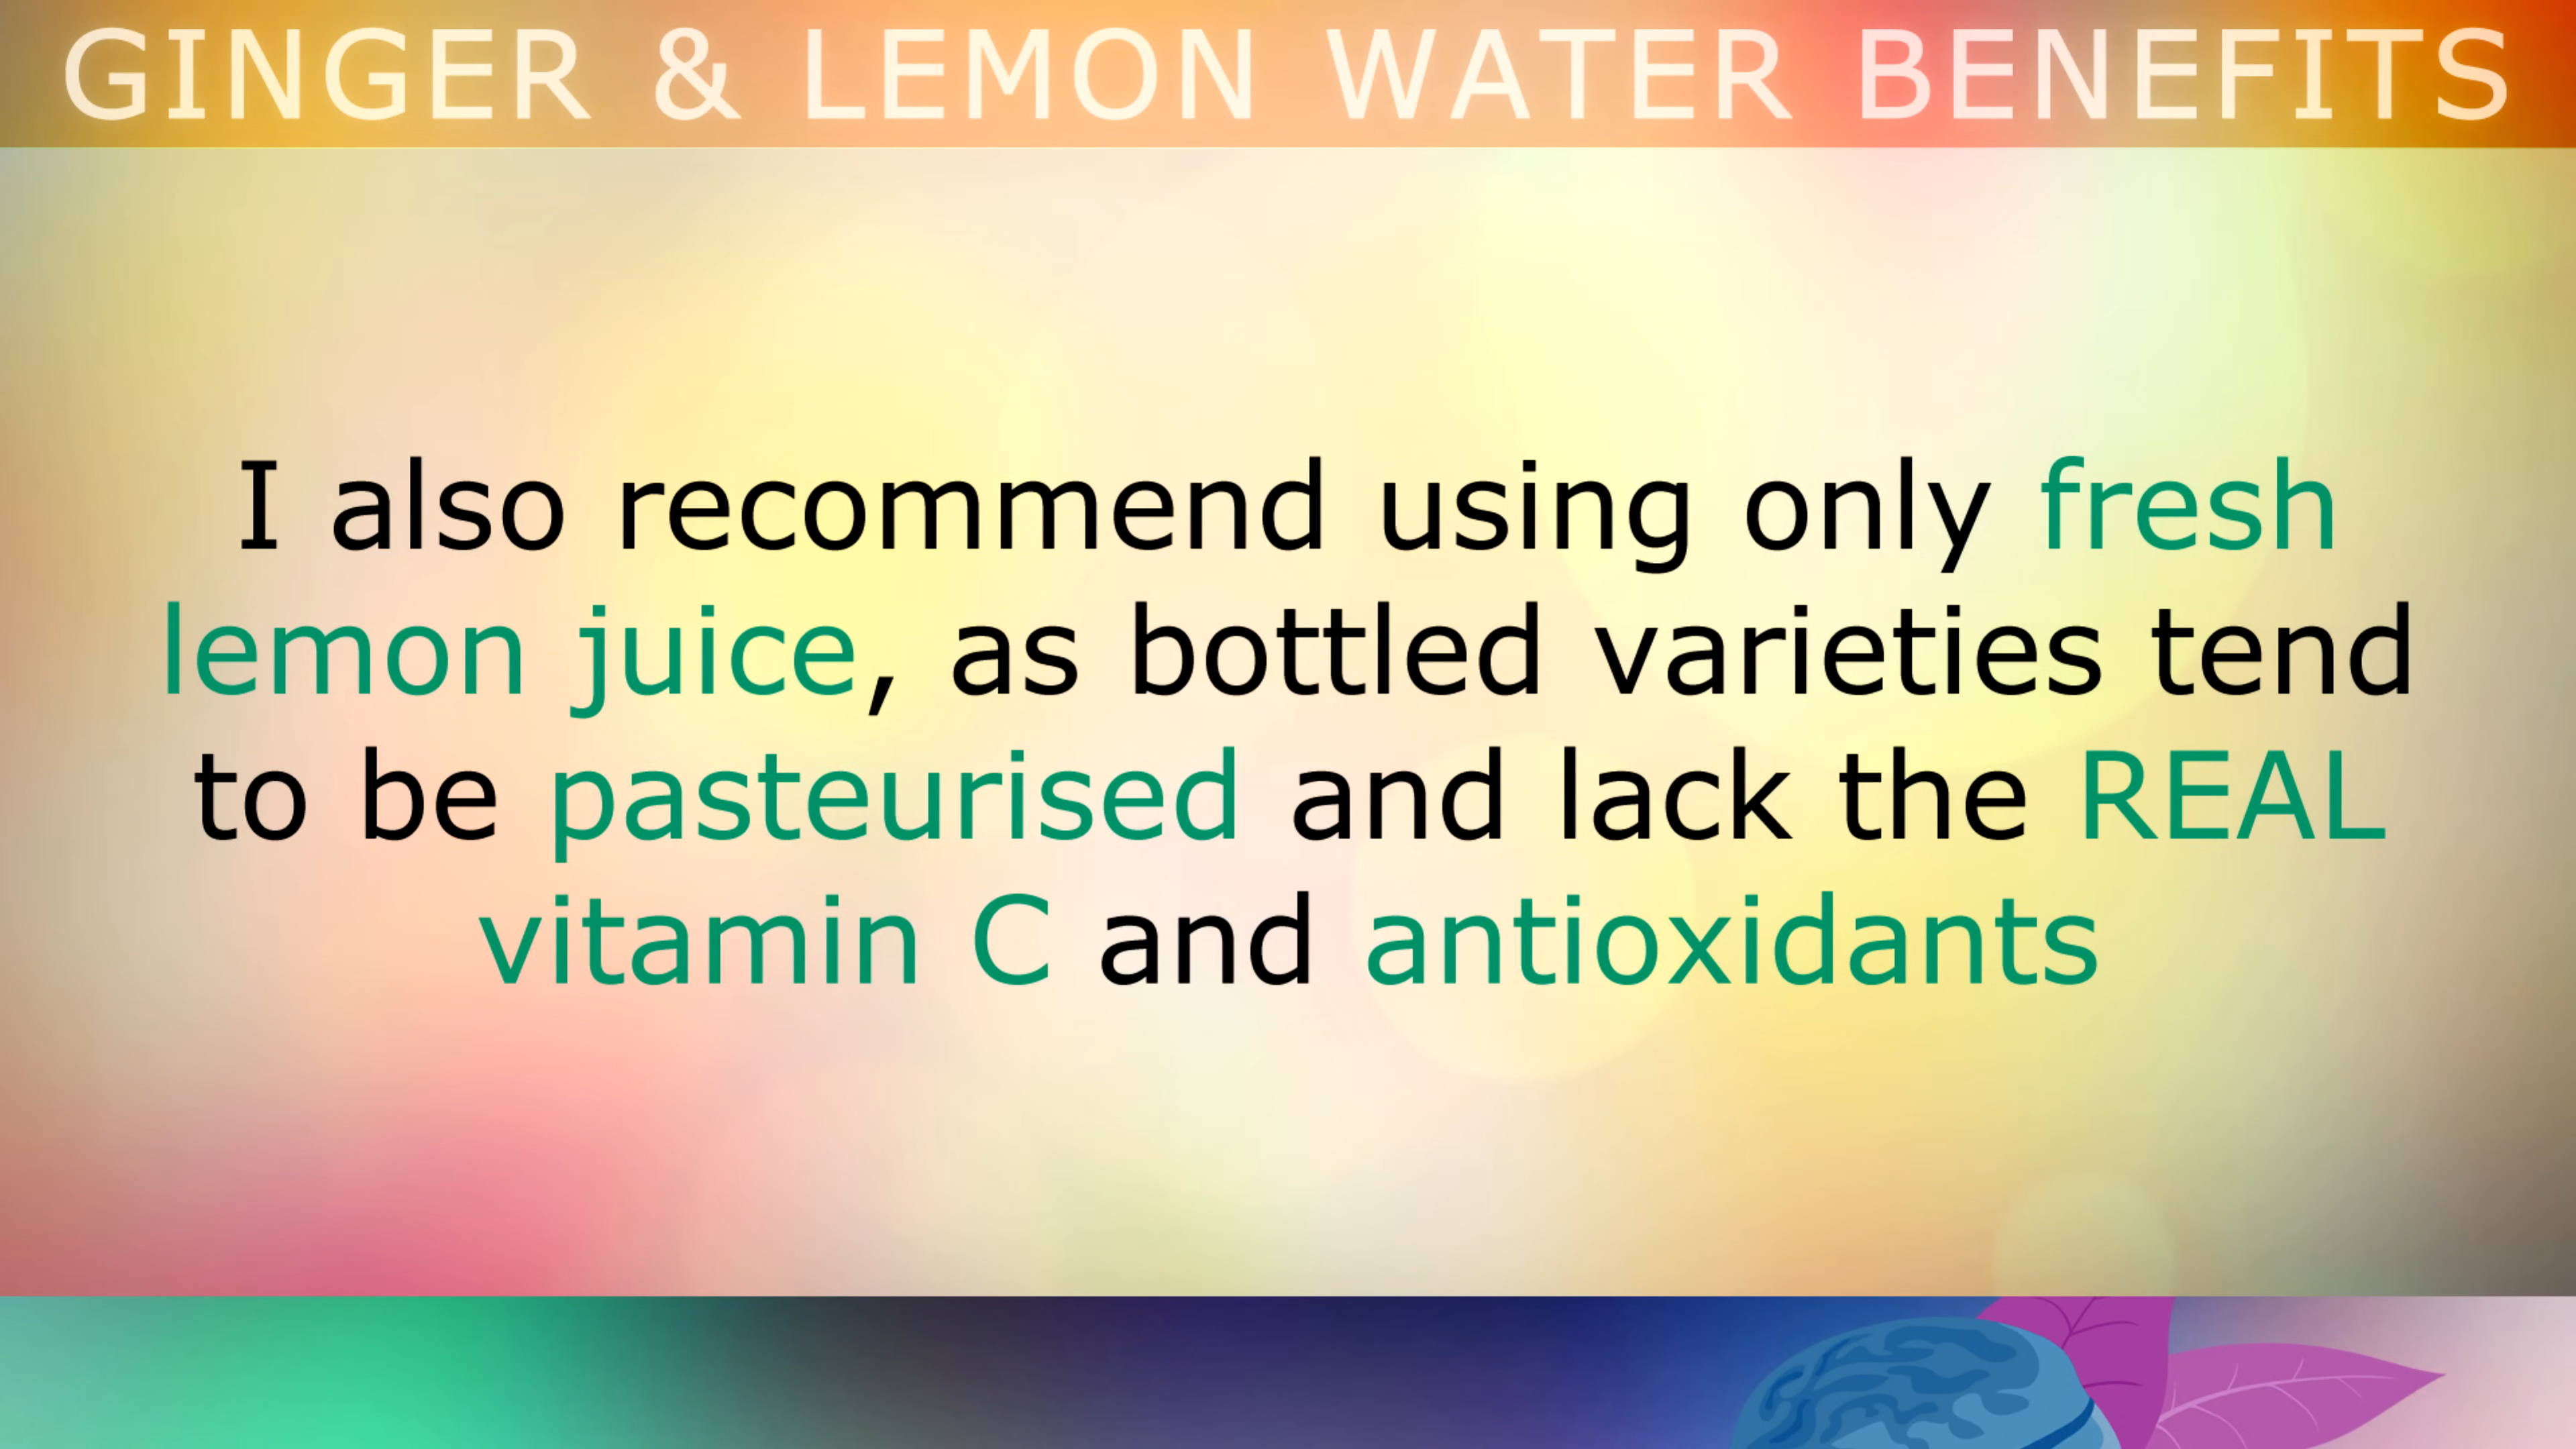 GINGER & LEMON WATER BENEFITS
I also recommend using only fresh
lemon juice, as bottled varieties tend
to be pasteurised and lack the REAL
vitamin C and antioxidants